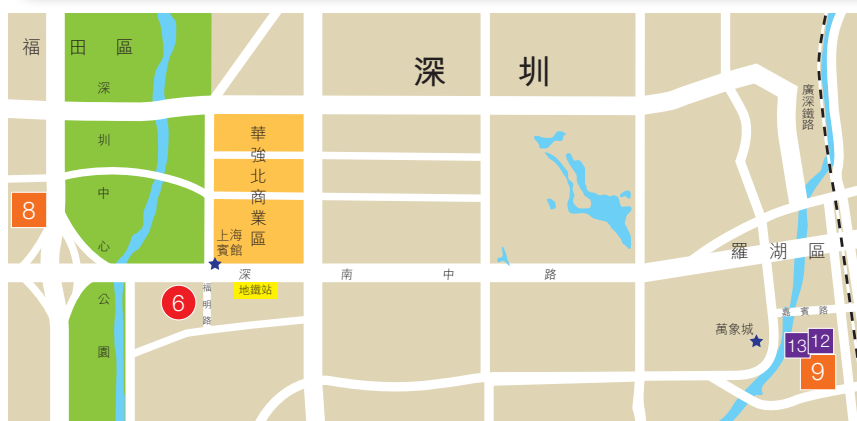 福田區
深圳
深圳中心公園
廣深鐵路
華強北商業區
8
上海
賓館
羅湖區
深南中路
地鐵站
6
福明路
嘉賓路
萬象城
13
12
9